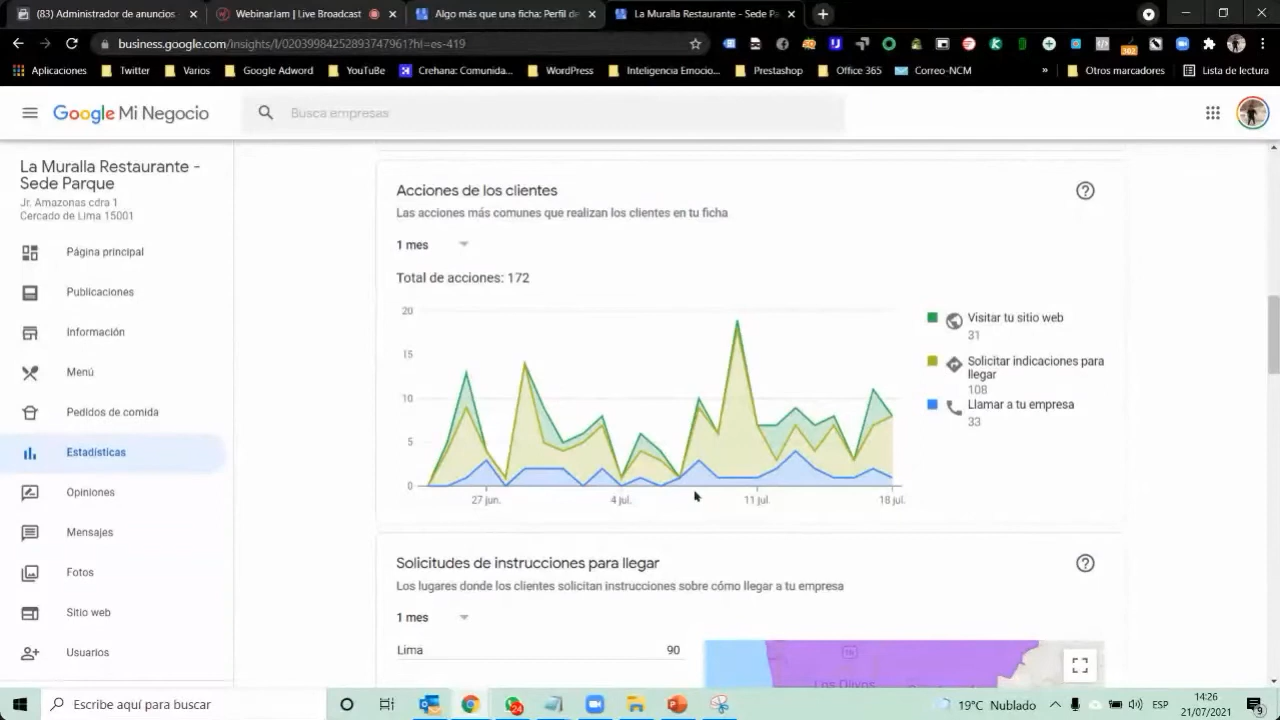 (83) Administrador de anuncios
WebinarJam | Live Broadcast
Algo más que una ficha: Perfil de
La Muralla Restaurante - Sede Pa
business.google.com/insights/l/02039984252893747961?hl=es-419
Aplicaciones
Twitter
Varios
Google Adword
YouTuBe
Crehana: Comunida...
WordPress
Inteligencia Emocio...
Prestashop
Office 365
Correo-NCM
»
Otros marcadores
Lista de lectura
302
Google Mi Negocio
Busca empresas
La Muralla Restaurante -
Sede Parque
Jr. Amazonas cdra 1
Cercado de Lima 15001
Página principal
Publicaciones
Información
Menú
Pedidos de comida
Estadísticas
Opiniones
Mensajes
Fotos
Sitio web
Usuarios
Acciones de los clientes
Las acciones más comunes que realizan los clientes en tu ficha
1 mes
Total de acciones: 172
20
15
10
5
0
27 jun.
4 jul.
11 jul.
18 jul.
Visitar tu sitio web
31
Solicitar indicaciones para
llegar
108
Llamar a tu empresa
33
Solicitudes de instrucciones para llegar
Los lugares donde los clientes solicitan instrucciones sobre cómo llegar a tu empresa
1 mes
Lima
90
Los Olivos
Escribe aquí para buscar
24
19°C Nublado
ESP
14:26
21/07/2021
9